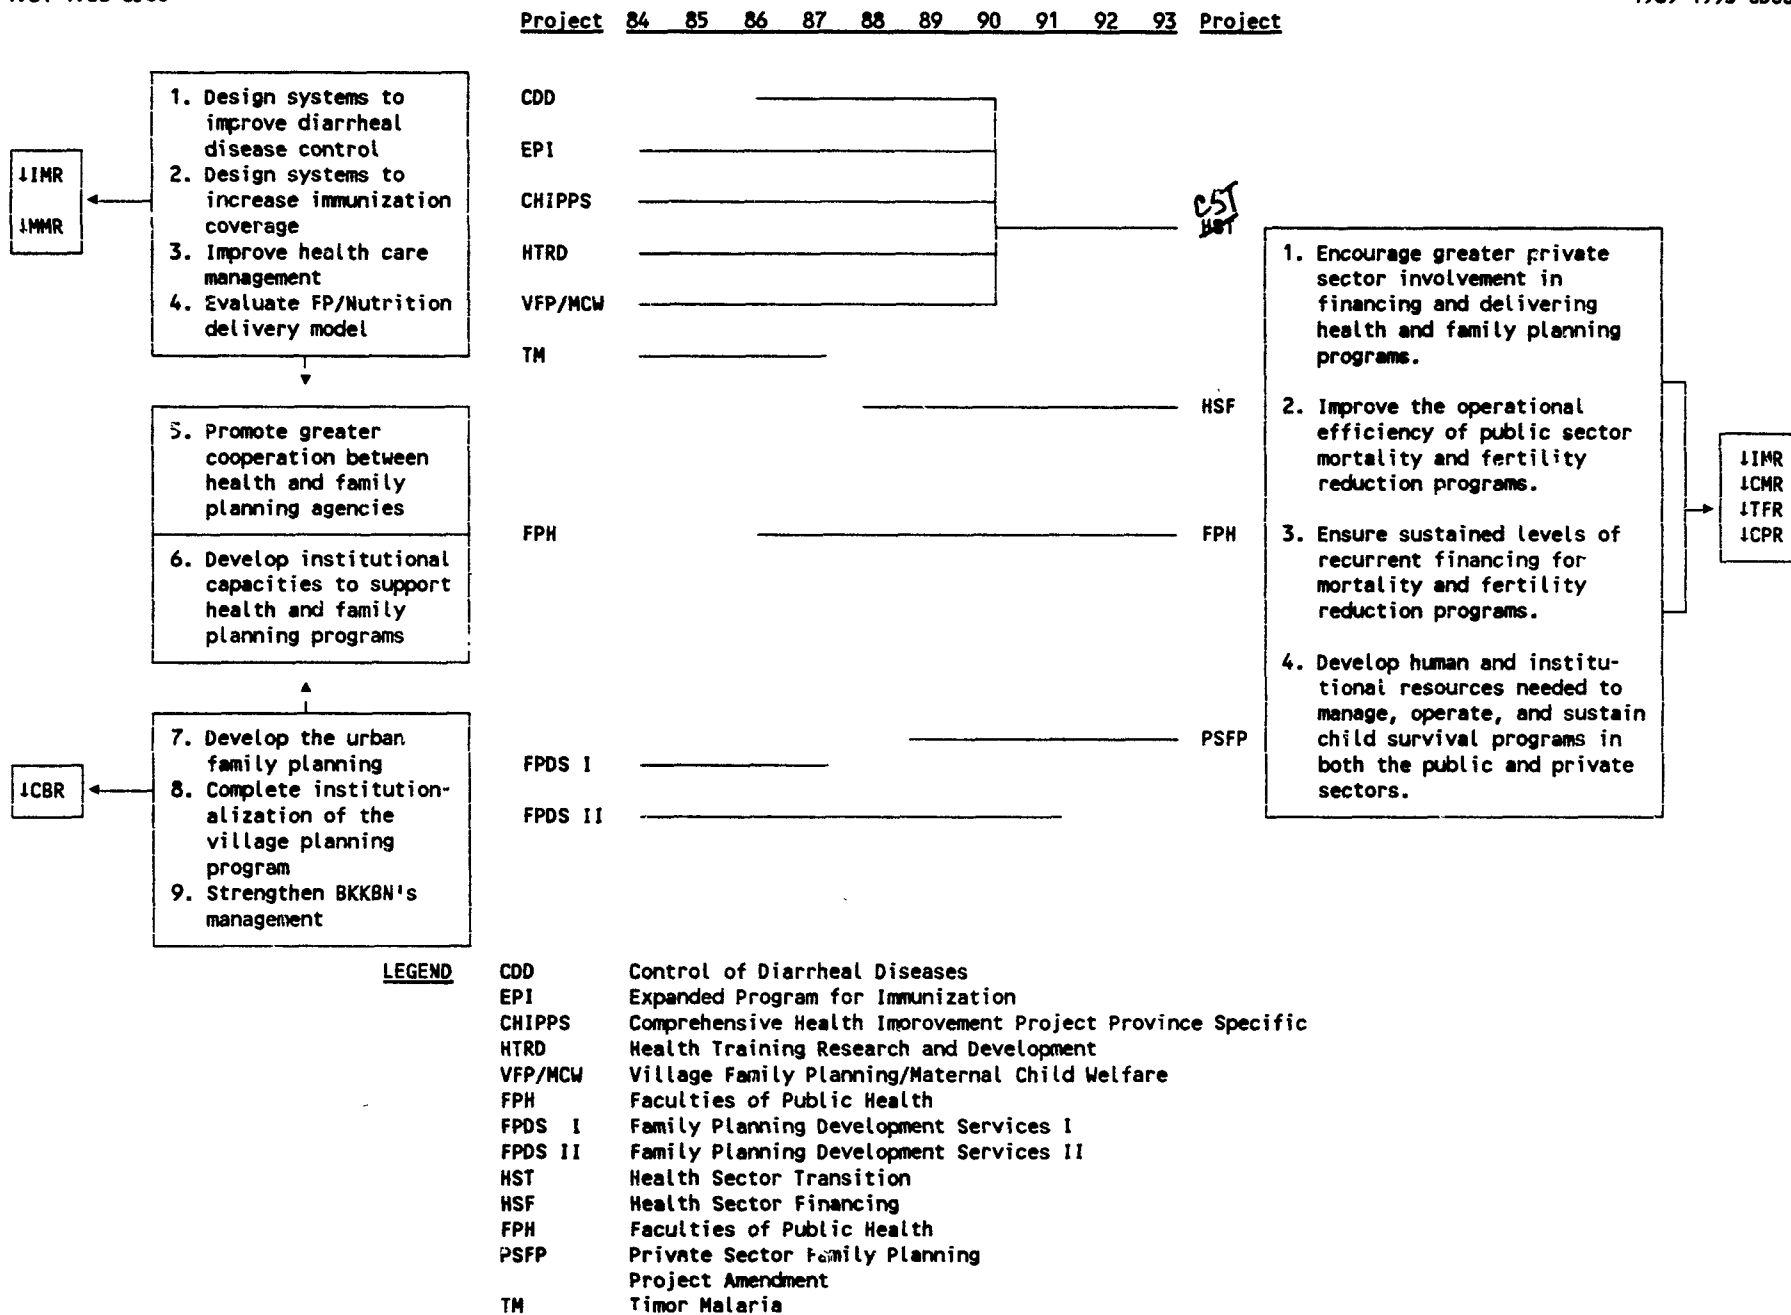 Project 84 85 86 87 88 89 90 91 92 93 Project
1. Design systems to
improve diarrheal
disease control
2. Design systems to
increase immunization
coverage
3. Improve health care
management
4. Evaluate FP/Nutrition
delivery model
↓IMR
↓MMR
5. Promote greater
cooperation between
health and family
planning agencies
6. Develop institutional
capacities to support
health and family
planning programs
7. Develop the urban
family planning
8. Complete institution-
alization of the
village planning
program
9. Strengthen BKKBN's
management
↓CBR
CDD
EPI
CHIPPS
HTRD
VFP/MCW
TM
FPH
FPDS I
FPDS II
CST
HST
HSF
FPH
PSFP
1. Encourage greater private
sector involvement in
financing and delivering
health and family planning
programs.
2. Improve the operational
efficiency of public sector
mortality and fertility
reduction programs.
3. Ensure sustained levels of
recurrent financing for
mortality and fertility
reduction programs.
4. Develop human and institu-
tional resources needed to
manage, operate, and sustain
child survival programs in
both the public and private
sectors.
↓IMR
↓CMR
↓TFR
↓CPR
LEGEND CDD Control of Diarrheal Diseases
EPI Expanded Program for Immunization
CHIPPS Comprehensive Health Improvement Project Province Specific
HTRD Health Training Research and Development
VFP/MCW Village Family Planning/Maternal Child Welfare
FPH Faculties of Public Health
FPDS I Family Planning Development Services I
FPDS II Family Planning Development Services II
HST Health Sector Transition
HSF Health Sector Financing
FPH Faculties of Public Health
PSFP Private Sector Family Planning
Project Amendment
TM Timor Malaria